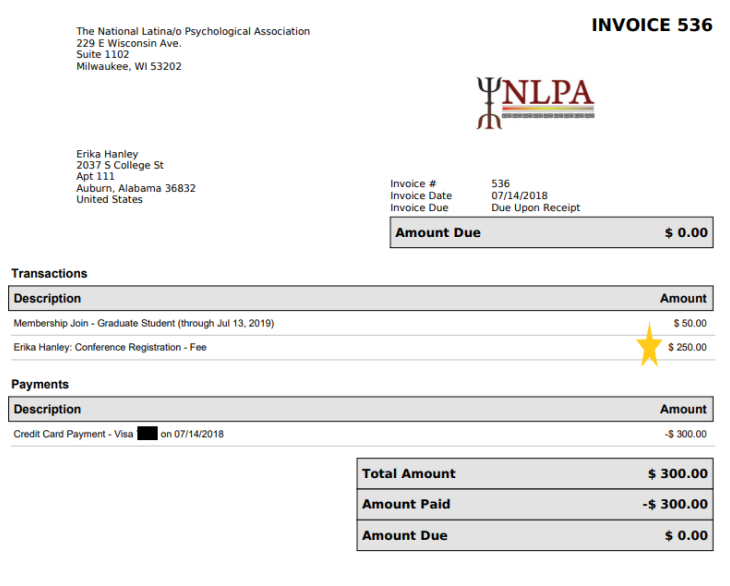 INVOICE 536
The National Latina/o Psychological Association
229 E Wisconsin Ave.
Suite 1102
Milwaukee, WI 53202
NLPA
Erika Hanley
2037 S College St
Apt 111
Auburn, Alabama 36832
United States
Invoice # 536
Invoice Date 07/14/2018
Invoice Due Due Upon Receipt
Amount Due $ 0.00
Transactions
Description Amount
Membership Join - Graduate Student (through Jul 13, 2019) $ 50.00
Erika Hanley: Conference Registration - Fee $ 250.00
Payments
Description Amount
Credit Card Payment - Visa on 07/14/2018 -$ 300.00
Total Amount $ 300.00
Amount Paid -$ 300.00
Amount Due $ 0.00